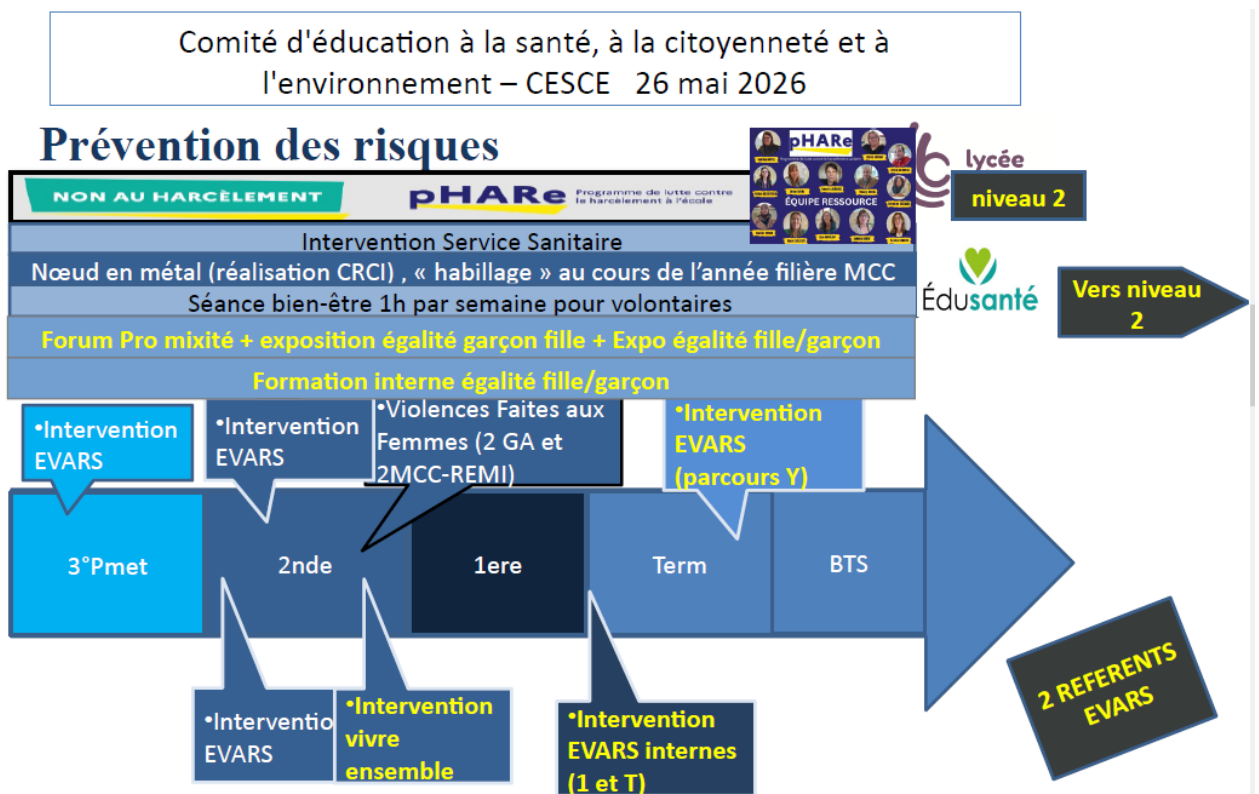 Comité d'éducation à la santé, à la citoyenneté et à
l'environnement – CESCE 26 mai 2026
Prévention des risques
NON AU HARCÈLEMENT
pHARe
Programme de lutte contre
le harcèlement à l'école
pHARe
ÉQUIPE RESSOURCE
lycée
niveau 2
Intervention Service Sanitaire
Nœud en métal (réalisation CRCI) , « habillage » au cours de l'année filière MCC
Séance bien-être 1h par semaine pour volontaires
Édusanté
Vers niveau
2
Forum Pro mixité + exposition égalité garçon fille + Expo égalité fille/garçon
Formation interne égalité fille/garçon
•Intervention
EVARS
•Intervention
EVARS
•Violences Faites aux
Femmes (2 GA et
2MCC-REMI)
•Intervention
EVARS
(parcours Y)
3°Pmet
2nde
1ere
Term
BTS
•Interventio
EVARS
•Intervention
vivre
ensemble
•Intervention
EVARS internes
(1 et T)
2 REFERENTS
EVARS